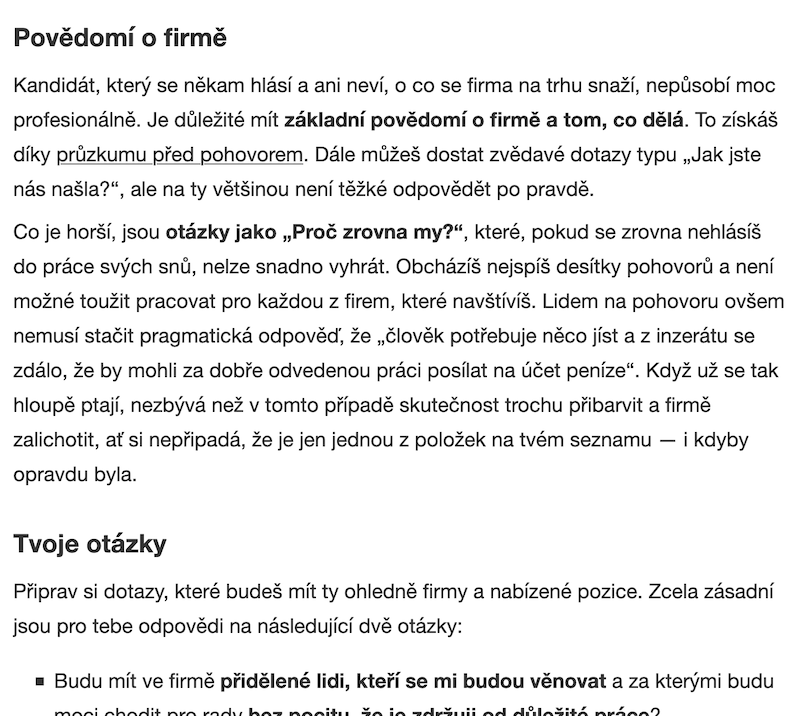 Povědomí o firmě
Kandidát, který se někam hlásí a ani neví, o co se firma na trhu snaží, nepůsobí moc
profesionálně. Je důležité mít základní povědomí o firmě a tom, co dělá. To získáš
díky průzkumu před pohovorem. Dále můžeš dostat zvědavé dotazy typu „Jak jste
nás našla?“, ale na ty většinou není těžké odpovědět po pravdě.
Co je horší, jsou otázky jako „Proč zrovna my?“, které, pokud se zrovna nehlásíš
do práce svých snů, nelze snadno vyhrát. Obcházíš nejspíš desítky pohovorů a není
možné toužit pracovat pro každou z firem, které navštívíš. Lidem na pohovoru ovšem
nemusí stačit pragmatická odpověď, že „člověk potřebuje něco jíst a z inzerátu se
zdálo, že by mohli za dobře odvedenou práci posílat na účet peníze“. Když už se tak
hloupě ptají, nezbývá než v tomto případě skutečnost trochu přibarvit a firmě
zalichotit, ať si nepřipadá, že je jen jednou z položek na tvém seznamu — i kdyby
opravdu byla.
Tvoje otázky
Připrav si dotazy, které budeš mít ty ohledně firmy a nabízené pozice. Zcela zásadní
jsou pro tebe odpovědi na následující dvě otázky:
▪ Budu mít ve firmě přidělené lidi, kteří se mi budou věnovat a za kterými budu
moci chodit pro rady bez pocitu, že je zdržuji od důležité práce?